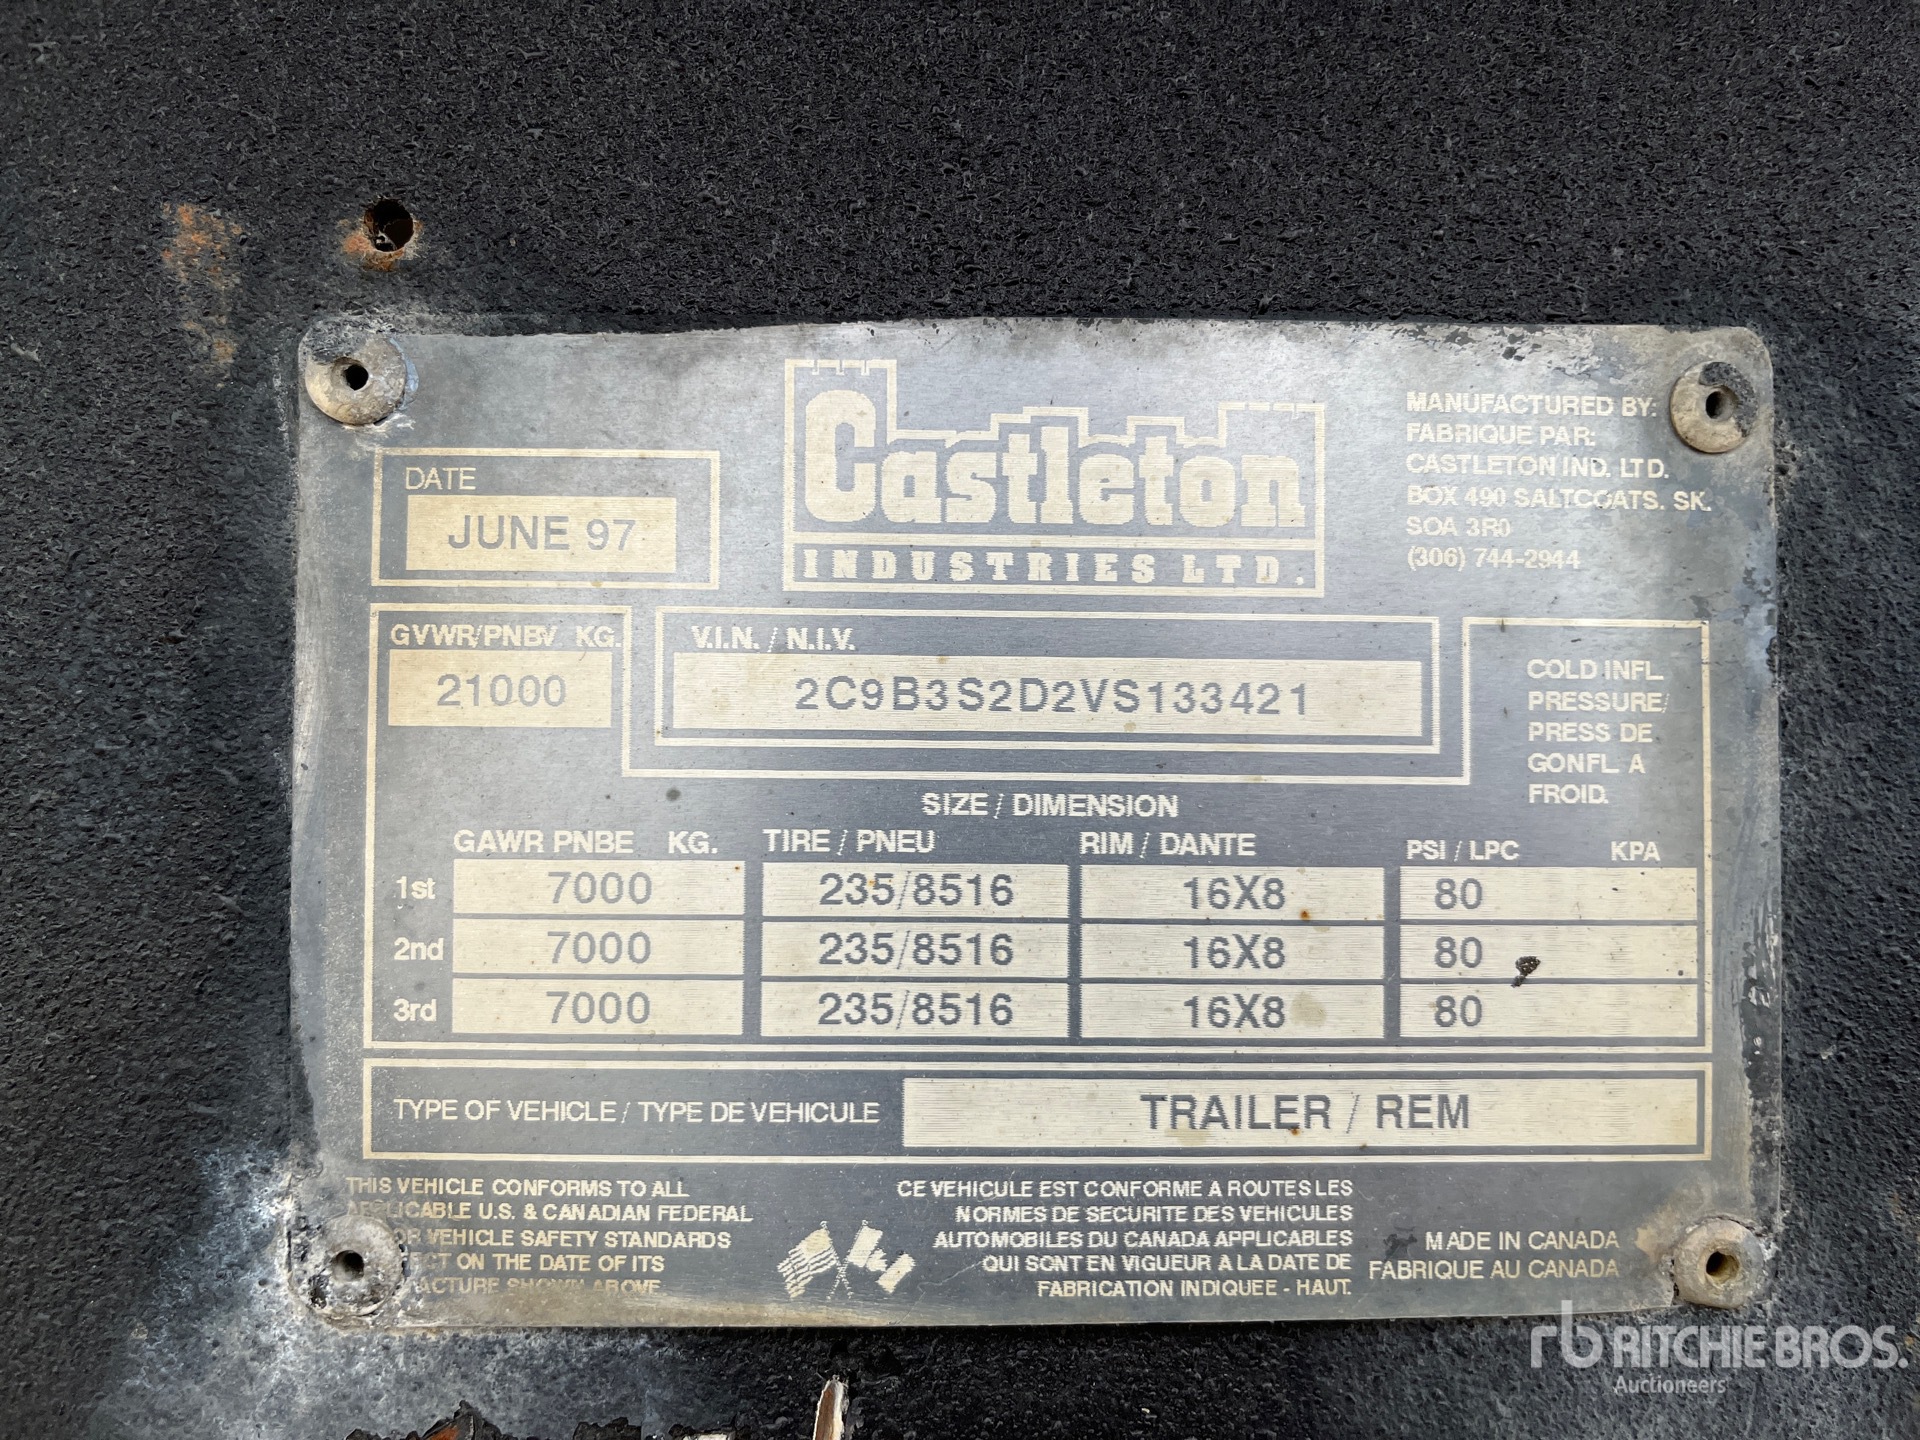 Castleton
INDUSTRIES LTD.
MANUFACTURED BY:
FABRIQUE PAR:
CASTLETON IND. LTD.
BOX 490 SALTCOATS. SK.
SOA 3R0
(306) 744-2944
DATE
JUNE 97
GVWR/PNBV KG.
21000
V.I.N. / N.I.V.
2C9B3S2D2VS133421
COLD INFL
PRESSURE/
PRESS DE
GONFL. A
FROID.
SIZE / DIMENSION
GAWR PNBE KG. TIRE / PNEU RIM / DANTE PSI / LPC KPA
1st 7000 235/8516 16X8 80
2nd 7000 235/8516 16X8 80
3rd 7000 235/8516 16X8 80
TYPE OF VEHICLE / TYPE DE VEHICULE TRAILER / REM
THIS VEHICLE CONFORMS TO ALL
U.S. & CANADIAN FEDERAL
VEHICLE SAFETY STANDARDS
ON THE DATE OF ITS
SHOWN ABOVE
CE VEHICULE EST CONFORME A ROUTES LES
NORMES DE SECURITE DES VEHICULES
AUTOMOBILES DU CANADA APPLICABLES
QUI SONT EN VIGUEUR A LA DATE DE
FABRICATION INDIQUEE - HAUT.
MADE IN CANADA
FABRIQUE AU CANADA
rb RITCHIE BROS.
Auctioneers